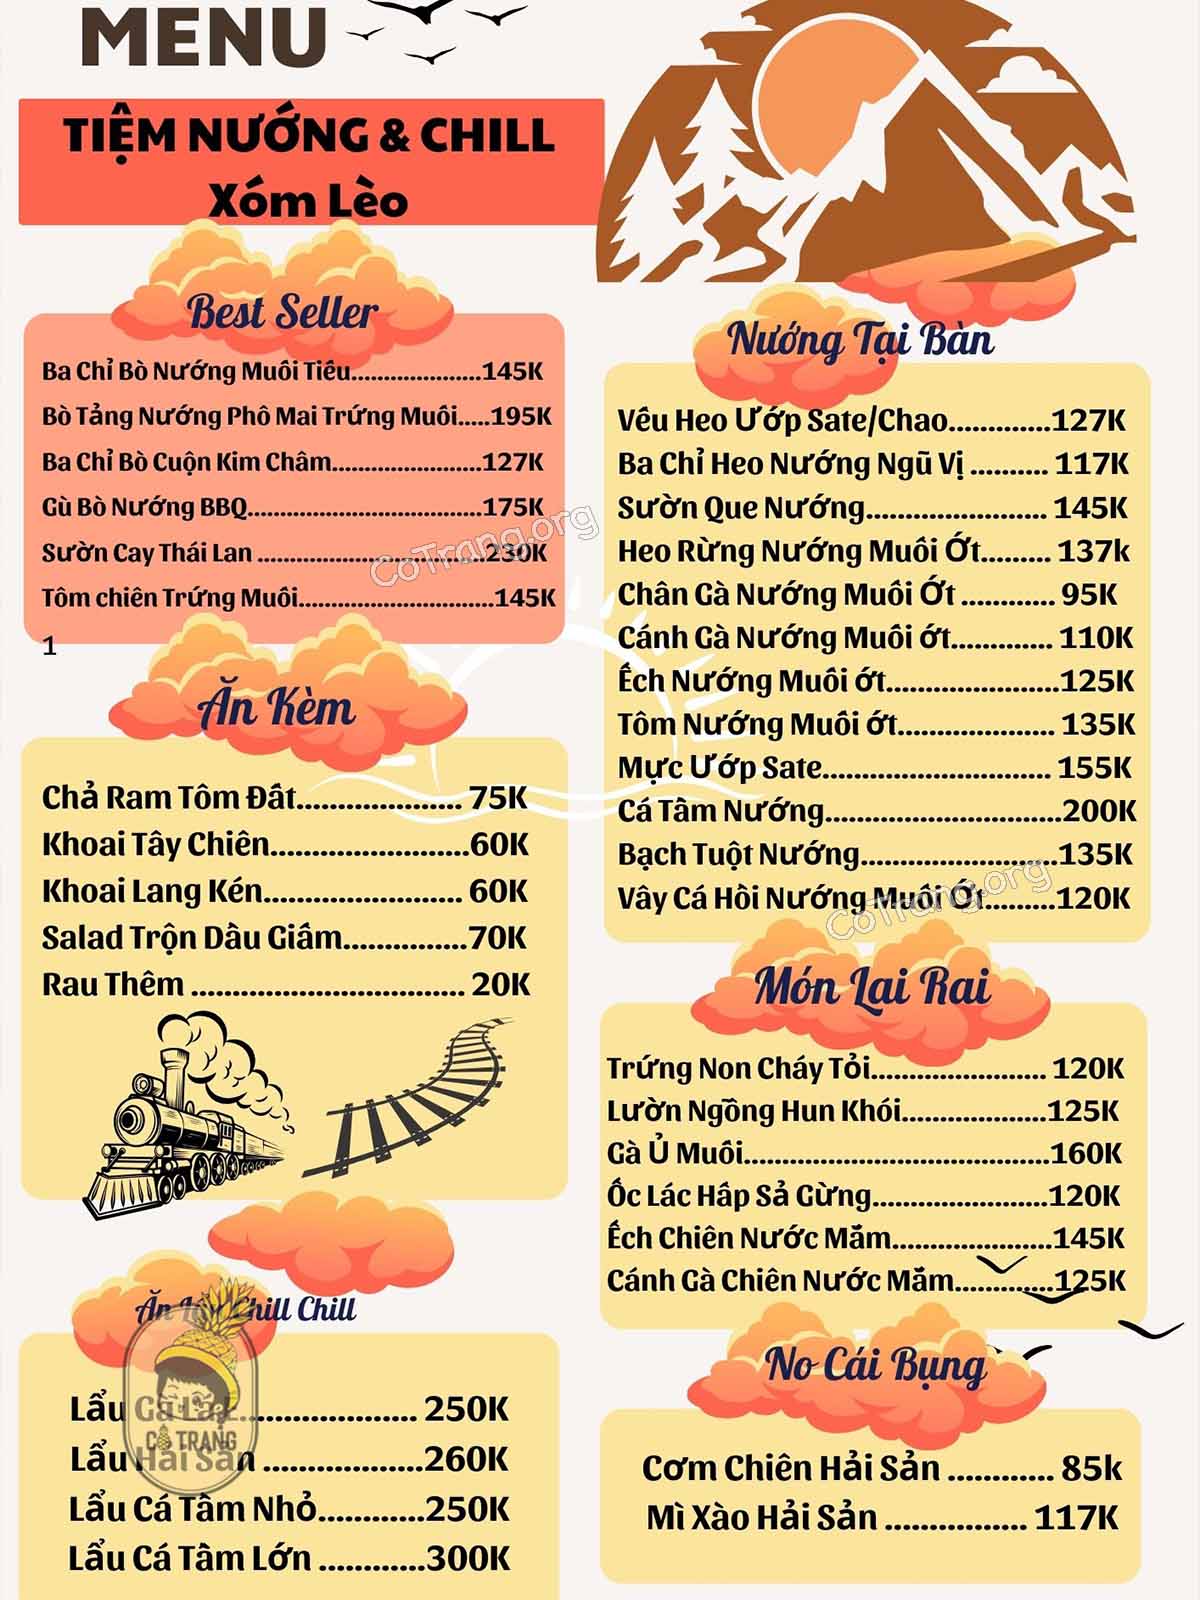 MENU
TIỆM NƯỚNG & CHILL
Xóm Lèo
Best Seller
Ba Chỉ Bò Nướng Muối Tiêu.....................145K
Bò Tảng Nướng Phô Mai Trứng Muối.....195K
Ba Chỉ Bò Cuộn Kim Châm........................127K
Gù Bò Nướng BBQ......................................175K
Sườn Cay Thái Lan .....................................230K
Tôm chiên Trứng Muối...............................145K
1
Ăn Kèm
Chả Ram Tôm Đất.................... 75K
Khoai Tây Chiên........................60K
Khoai Lang Kén........................ 60K
Salad Trộn Dầu Giấm...............70K
Rau Thêm ................................. 20K
Ăn Chill Chill
Lẩu Gà Lá ..................... 250K
Lẩu Hải Sản ...................260K
Lẩu Cá Tầm Nhỏ............250K
Lẩu Cá Tầm Lớn ............300K
Nướng Tại Bàn
Vếu Heo Ướp Sate/Chao.............127K
Ba Chỉ Heo Nướng Ngũ Vị .......... 117K
Sườn Que Nướng....................... 145K
Heo Rừng Nướng Muối Ớt......... 137k
Chân Gà Nướng Muối Ớt ............ 95K
Cánh Gà Nướng Muối ớt............. 110K
Ếch Nướng Muối ớt......................125K
Tôm Nướng Muối ớt.................... 135K
Mực Ướp Sate............................. 155K
Cá Tầm Nướng..............................200K
Bạch Tuột Nướng.........................135K
Vây Cá Hồi Nướng Muối Ớt.........120K
Món Lai Rai
Trứng Non Cháy Tỏi...................... 120K
Lườn Ngỗng Hun Khói..................125K
Gà Ủ Muối.......................................160K
Ốc Lác Hấp Sả Gừng......................120K
Ếch Chiên Nước Mắm.....................145K
Cánh Gà Chiên Nước Mắm.............125K
No Cái Bụng
Cơm Chiên Hải Sản ............ 85k
Mì Xào Hải Sản ................ 117K
CoTrang.org
CoTrang.org
CÔ TRANG